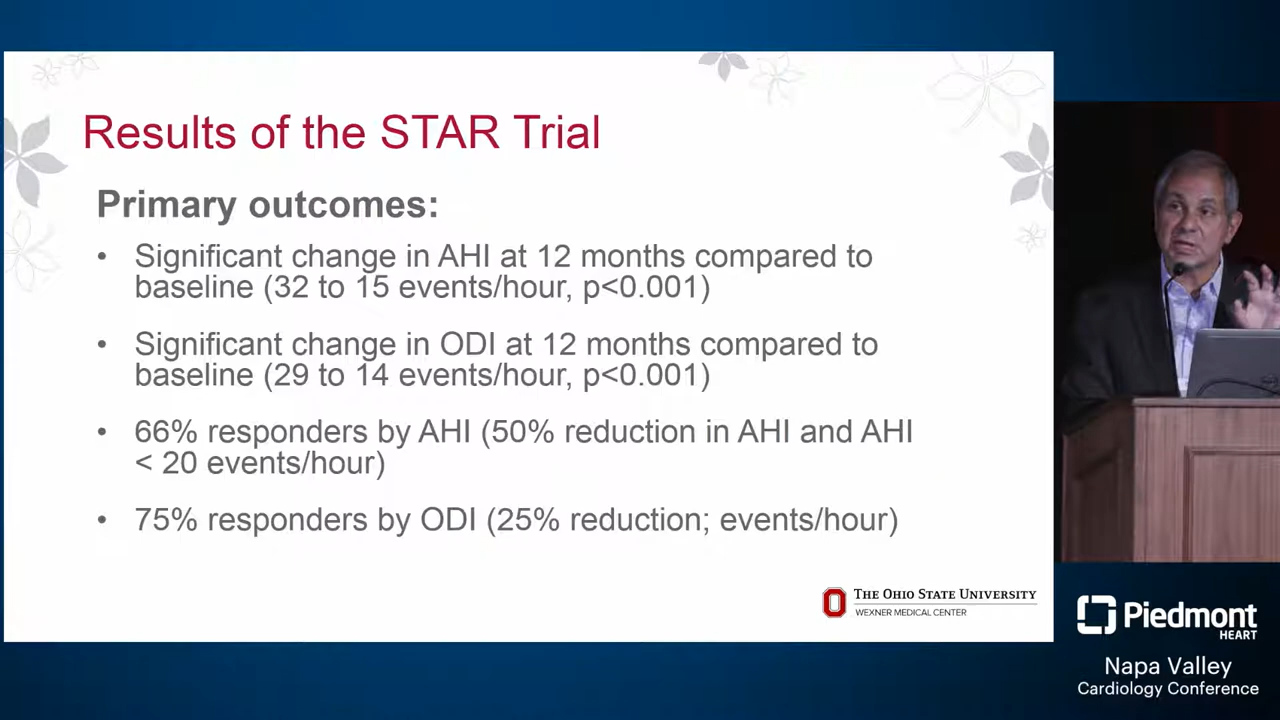 Results of the STAR Trial
Primary outcomes:
• Significant change in AHI at 12 months compared to
baseline (32 to 15 events/hour, p<0.001)
• Significant change in ODI at 12 months compared to
baseline (29 to 14 events/hour, p<0.001)
• 66% responders by AHI (50% reduction in AHI and AHI
< 20 events/hour)
• 75% responders by ODI (25% reduction; events/hour)
THE OHIO STATE UNIVERSITY
WEXNER MEDICAL CENTER
Piedmont
HEART
Napa Valley
Cardiology Conference